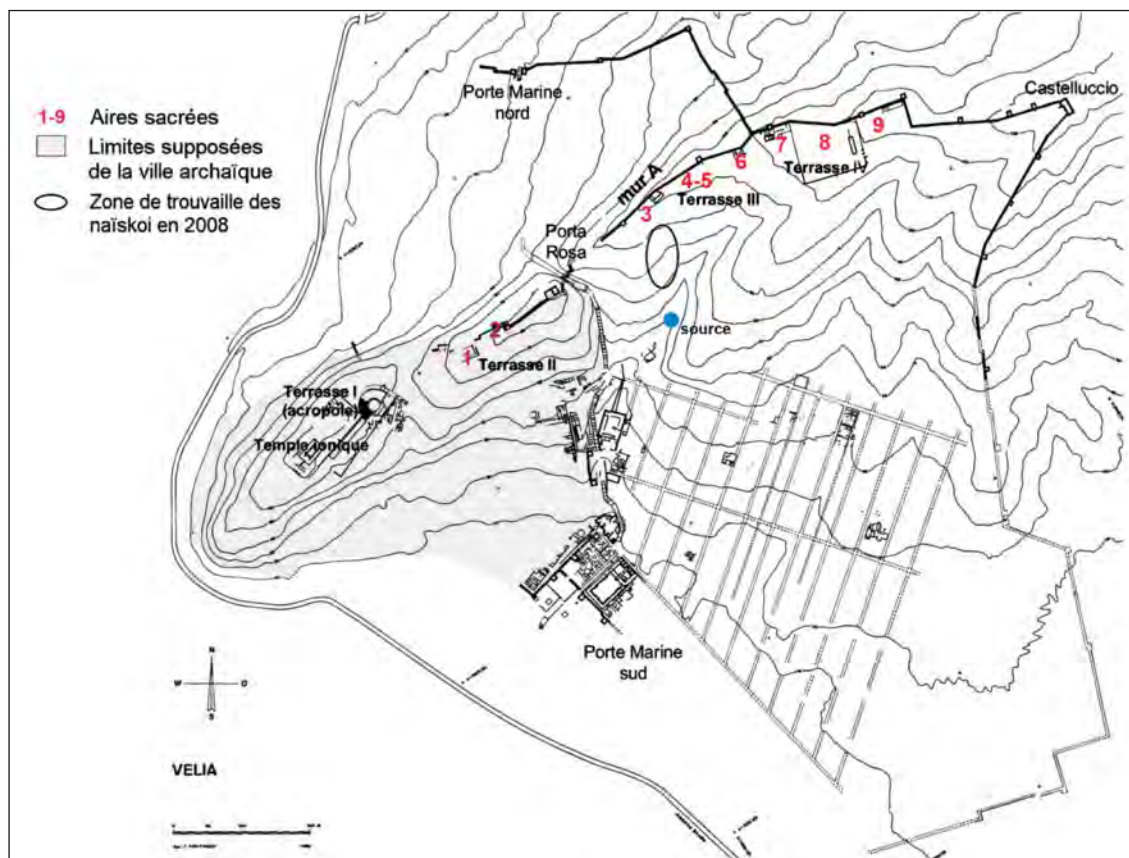 1-9 Aires sacrées
Limites supposées
de la ville archaïque
Zone de trouvaille des
naïskoi en 2008
Porte Marine
nord
Castelluccio
mur A
6
7
8
9
Terrasse IV
4-5
Terrasse III
3
Porta
Rosa
source
2
1
Terrasse II
Terrasse I
(acropole)
Temple ionique
Porte Marine
sud
N
W
O
S
VELIA